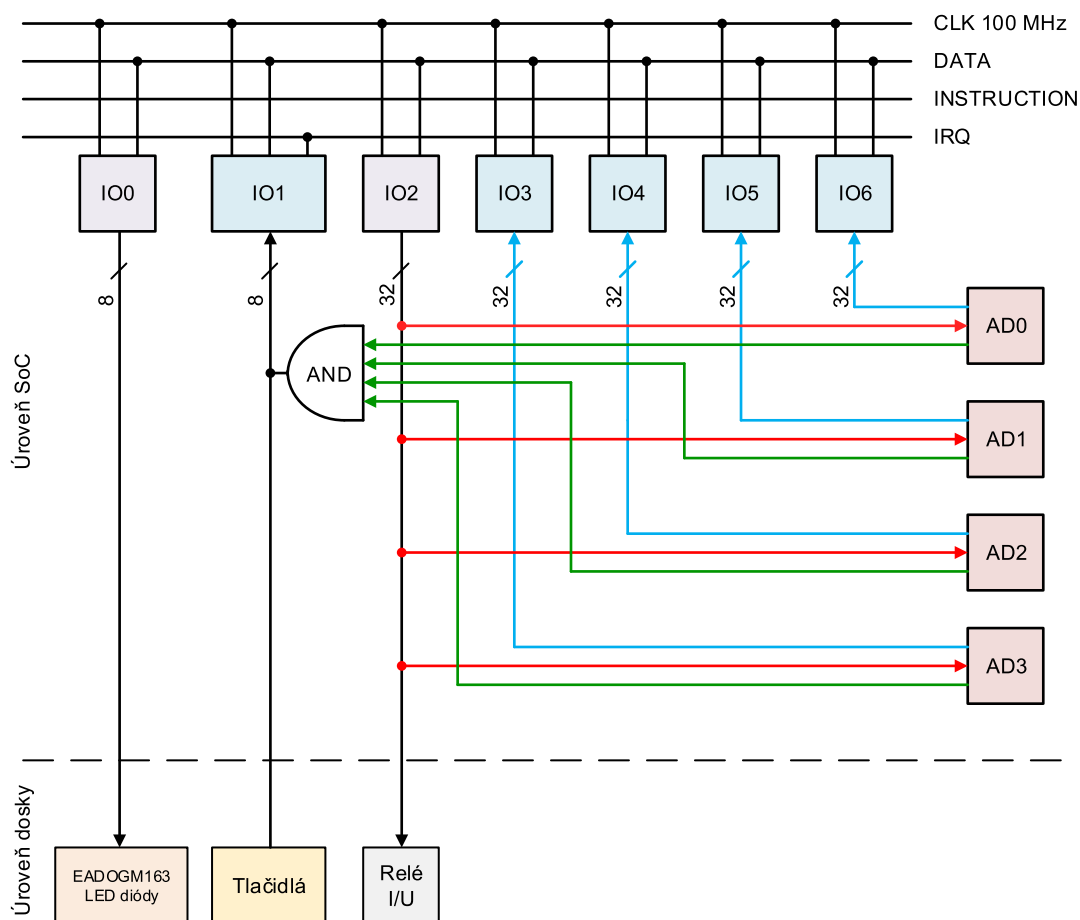 CLK 100 MHz
DATA
INSTRUCTION
IRQ
IO0
IO1
IO2
IO3
IO4
IO5
IO6
8
8
32
32
32
32
32
AD0
AND
AD1
AD2
AD3
Úroveň SoC
Úroveň dosky
EADOGM163
LED diódy
Tlačidlá
Relé
I/U